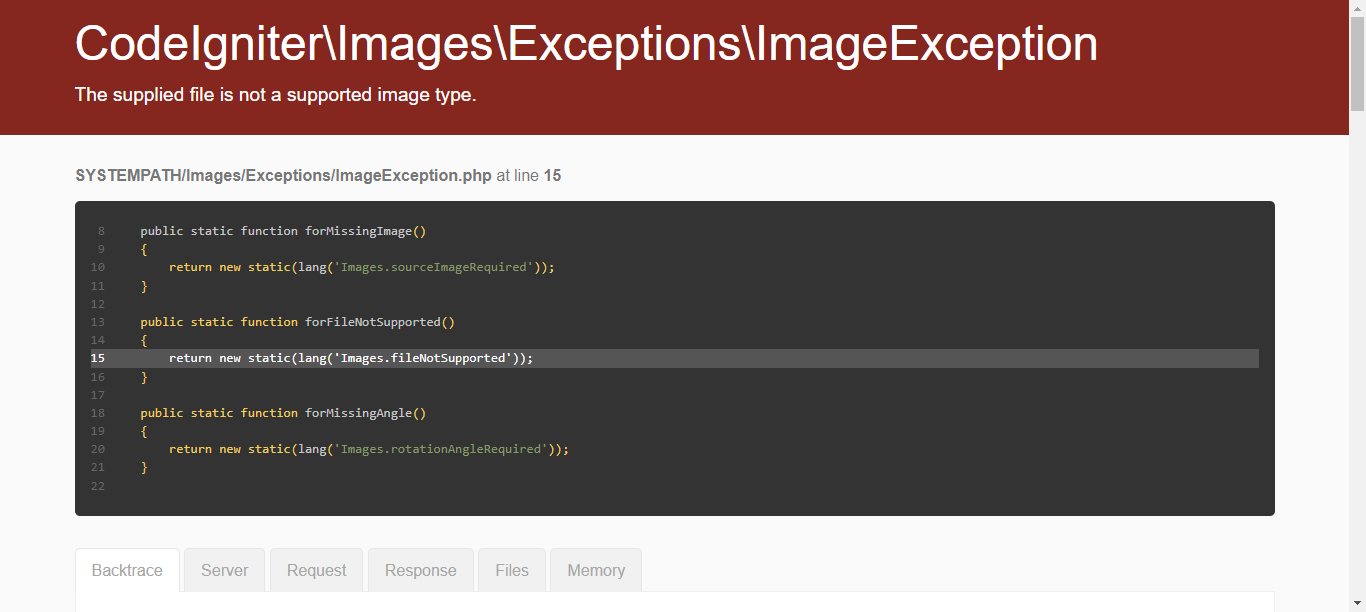 CodeIgniter\Images\Exceptions\ImageException
The supplied file is not a supported image type.
SYSTEMPATH/Images/Exceptions/ImageException.php at line 15
8 public static function forMissingImage()
9 {
10 return new static(lang('Images.sourceImageRequired'));
11 }
12
13 public static function forFileNotSupported()
14 {
15 return new static(lang('Images.fileNotSupported'));
16 }
17
18 public static function forMissingAngle()
19 {
20 return new static(lang('Images.rotationAngleRequired'));
21 }
22
Backtrace Server Request Response Files Memory